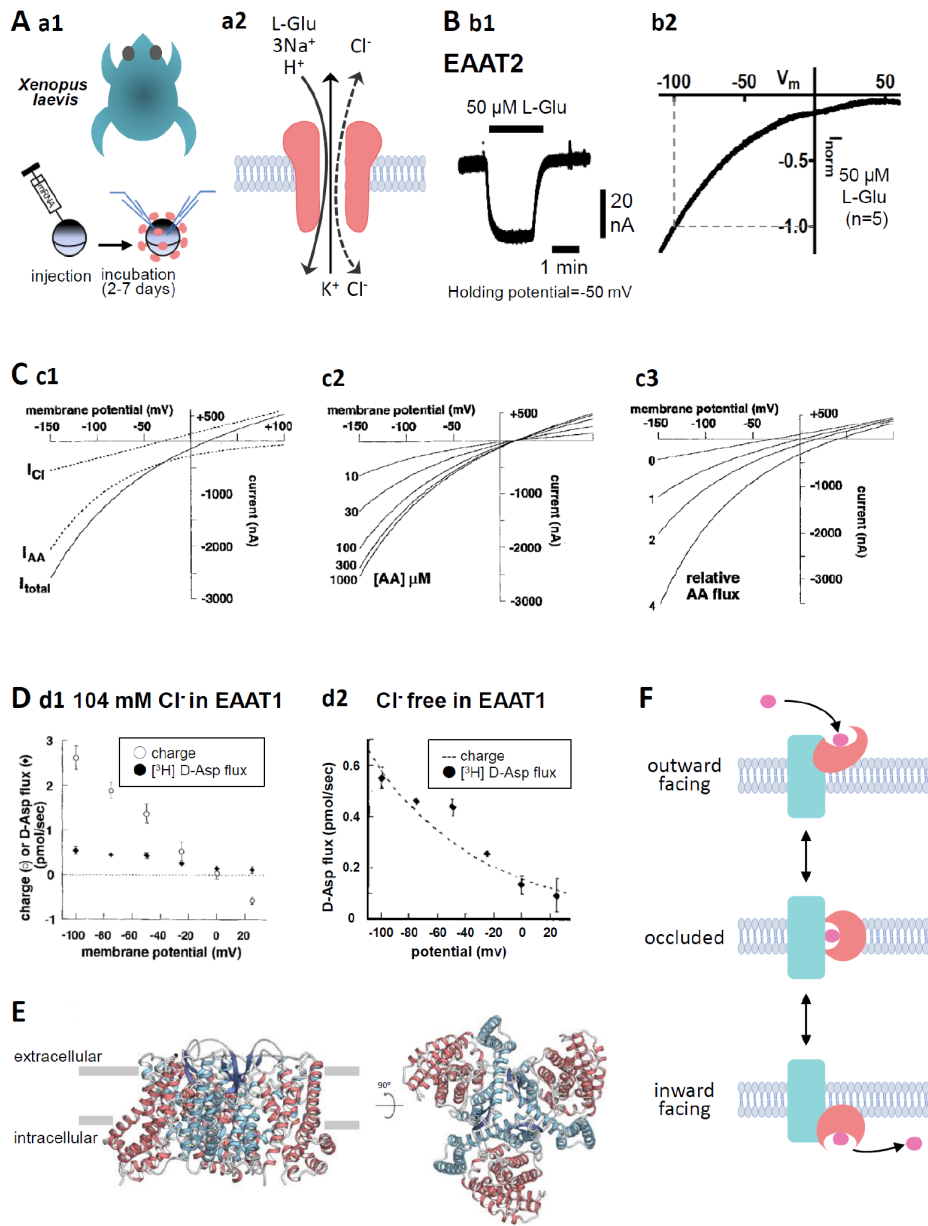 A a1
Xenopus
laevis
mRNA
injection
incubation
(2-7 days)
a2
L-Glu
3Na⁺
H⁺
Cl⁻
K⁺
Cl⁻
B b1
EAAT2
50 µM L-Glu
20
nA
1 min
Holding potential=-50 mV
b2
-100
-50
Vm
50
-0.5
-1.0
Inorm
50 µM
L-Glu
(n=5)
C c1
membrane potential (mV)
-150
-100
-50
+500
+100
-1000
-2000
-3000
current (nA)
ICl
IAA
Itotal
c2
membrane potential (mV)
-150
-100
-50
+500
-1000
-2000
-3000
current (nA)
10
30
100
300
1000
[AA] µM
c3
membrane potential (mV)
-150
-100
-50
+500
-1000
-2000
-3000
current (nA)
0
1
2
4
relative
AA flux
D d1 104 mM Cl⁻ in EAAT1
charge
[³H] D-Asp flux
charge (○) or D-Asp flux (♦)
(pmol/sec)
3
2
1
0
-1
-100 -80 -60 -40 -20 0 20
membrane potential (mV)
d2 Cl⁻ free in EAAT1
charge
[³H] D-Asp flux
D-Asp flux (pmol/sec)
0.6
0.4
0.2
0
-100 -80 -60 -40 -20 0 20
potential (mv)
E
extracellular
intracellular
90°
F
outward
facing
occluded
inward
facing